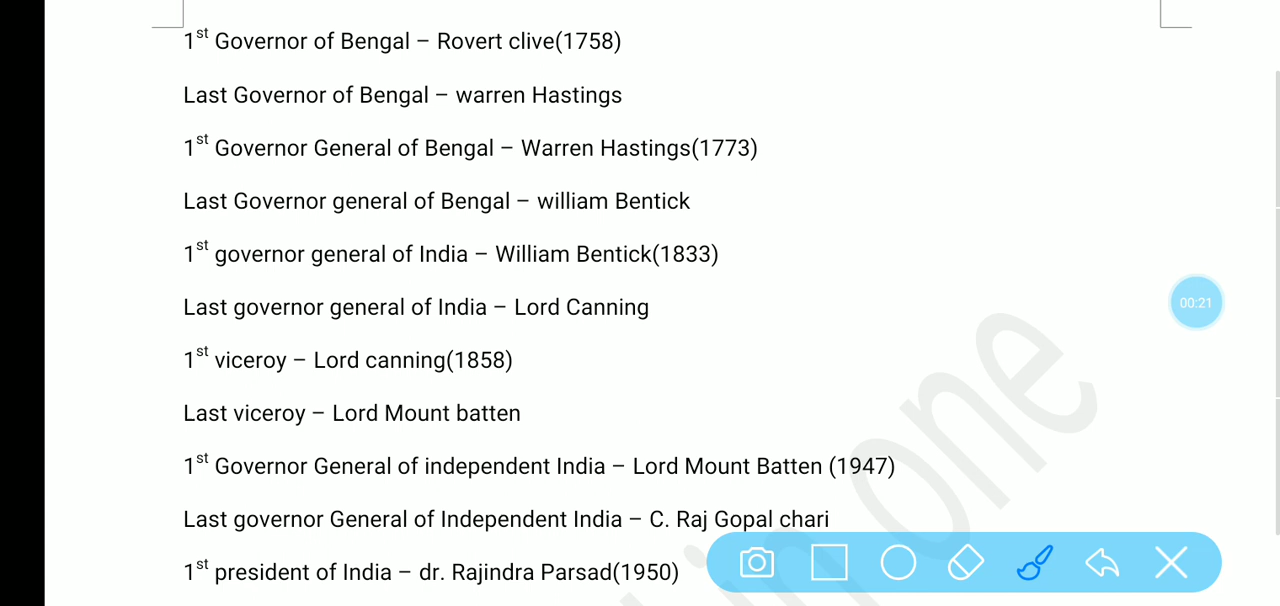 1st Governor of Bengal – Rovert clive(1758)
Last Governor of Bengal – warren Hastings
1st Governor General of Bengal – Warren Hastings(1773)
Last Governor general of Bengal – william Bentick
1st governor general of India – William Bentick(1833)
Last governor general of India – Lord Canning
00:21
1st viceroy – Lord canning(1858)
Last viceroy – Lord Mount batten
1st Governor General of independent India – Lord Mount Batten (1947)
Last governor General of Independent India – C. Raj Gopal chari
1st president of India – dr. Rajindra Parsad(1950)
in one